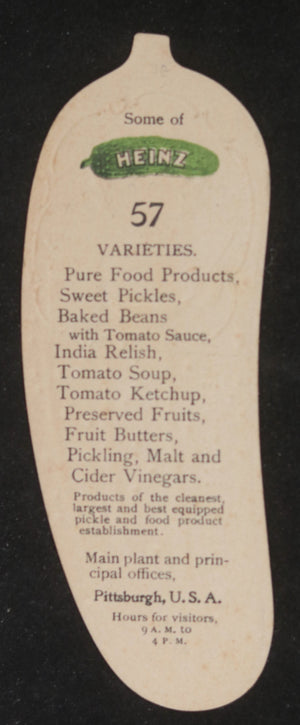 Some of
HEINZ
57
VARIETIES.
Pure Food Products,
Sweet Pickles,
Baked Beans
with Tomato Sauce,
India Relish,
Tomato Soup,
Tomato Ketchup,
Preserved Fruits,
Fruit Butters,
Pickling, Malt and
Cider Vinegars.
Products of the cleanest,
largest and best equipped
pickle and food product
establishment.
Main plant and prin-
cipal offices,
Pittsburgh, U. S. A.
Hours for visitors,
9 A. M. to
4 P. M.